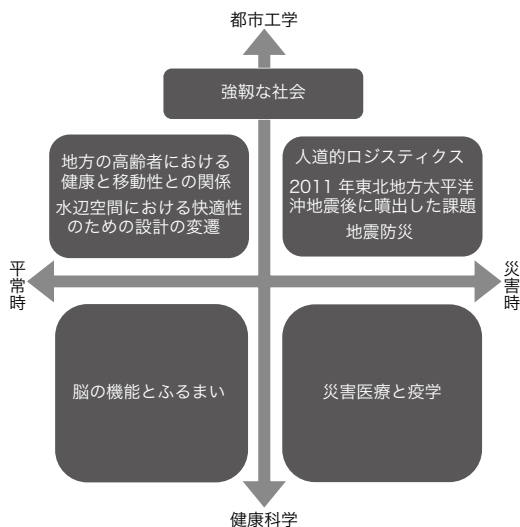 都市工学
強靱な社会
地方の高齢者における
健康と移動性との関係
水辺空間における快適性
のための設計の変遷
人道的ロジスティクス
2011 年東北地方太平洋
沖地震後に噴出した課題
地震防災
平常時
災害時
脳の機能とふるまい
災害医療と疫学
健康科学